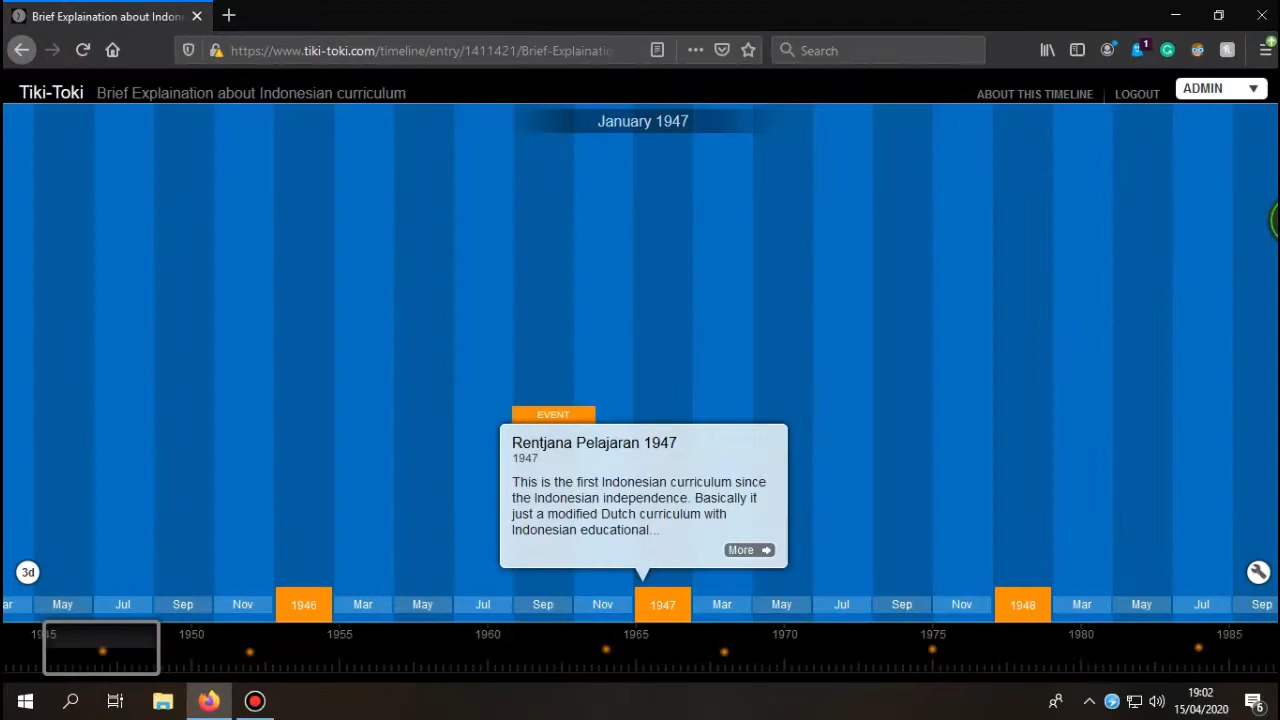 Brief Explaination about Indon
https://www.tiki-toki.com/timeline/entry/1411421/Brief-Explainatio
Search
1
Tiki-Toki Brief Explaination about Indonesian curriculum
ABOUT THIS TIMELINE
LOGOUT
ADMIN
January 1947
EVENT
Rentjana Pelajaran 1947
1947
This is the first Indonesian curriculum since
the Indonesian independence. Basically it
just a modified Dutch curriculum with
Indonesian educational...
More
3d
ar May Jul Sep Nov 1946 Mar May Jul Sep Nov 1947 Mar May Jul Sep Nov 1948 Mar May Jul Sep
1945 1950 1955 1960 1965 1970 1975 1980 1985
19:02
15/04/2020
6